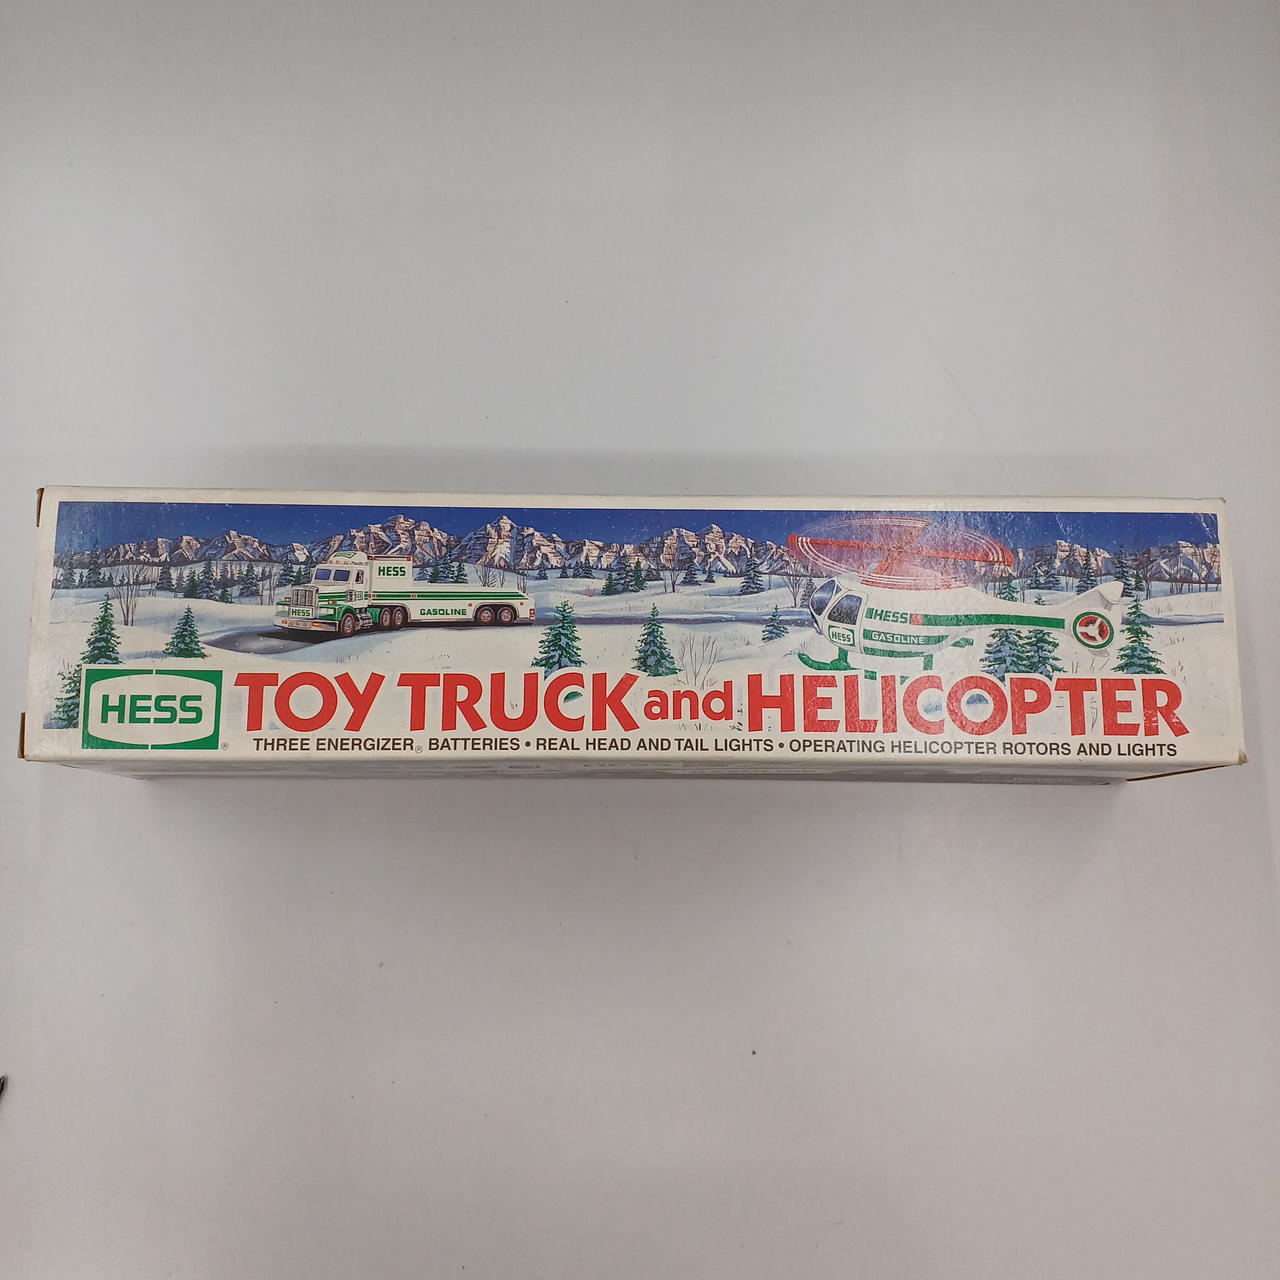 HESS
HESS
GASOLINE
HESS
GASOLINE
HESS
HESS®
TOY TRUCK and HELICOPTER
THREE ENERGIZER® BATTERIES • REAL HEAD AND TAIL LIGHTS • OPERATING HELICOPTER ROTORS AND LIGHTS